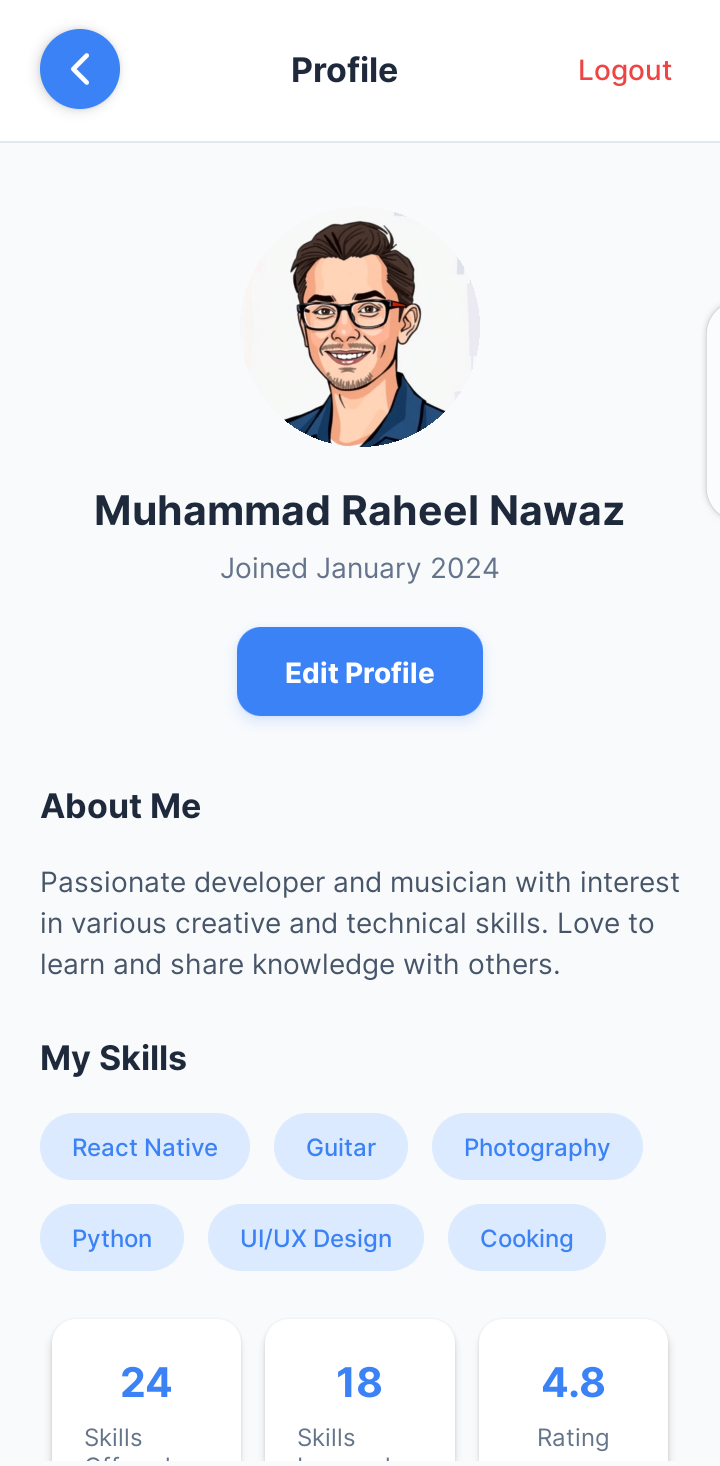 Profile
Logout
Muhammad Raheel Nawaz
Joined January 2024
Edit Profile
About Me
Passionate developer and musician with interest
in various creative and technical skills. Love to
learn and share knowledge with others.
My Skills
React Native
Guitar
Photography
Python
UI/UX Design
Cooking
24
18
4.8
Skills
Skills
Rating